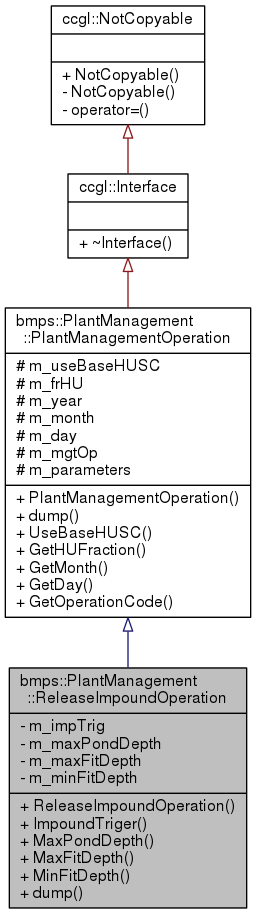 ccgl::NotCopyable
+ NotCopyable()
- NotCopyable()
- operator=()
ccgl::Interface
+ ~Interface()
bmps::PlantManagement
::PlantManagementOperation
# m_useBaseHUSC
# m_frHU
# m_year
# m_month
# m_day
# m_mgtOp
# m_parameters
+ PlantManagementOperation()
+ dump()
+ UseBaseHUSC()
+ GetHUFraction()
+ GetMonth()
+ GetDay()
+ GetOperationCode()
bmps::PlantManagement
::ReleaseImpoundOperation
- m_impTrig
- m_maxPondDepth
- m_maxFitDepth
- m_minFitDepth
+ ReleaseImpoundOperation()
+ ImpoundTriger()
+ MaxPondDepth()
+ MaxFitDepth()
+ MinFitDepth()
+ dump()